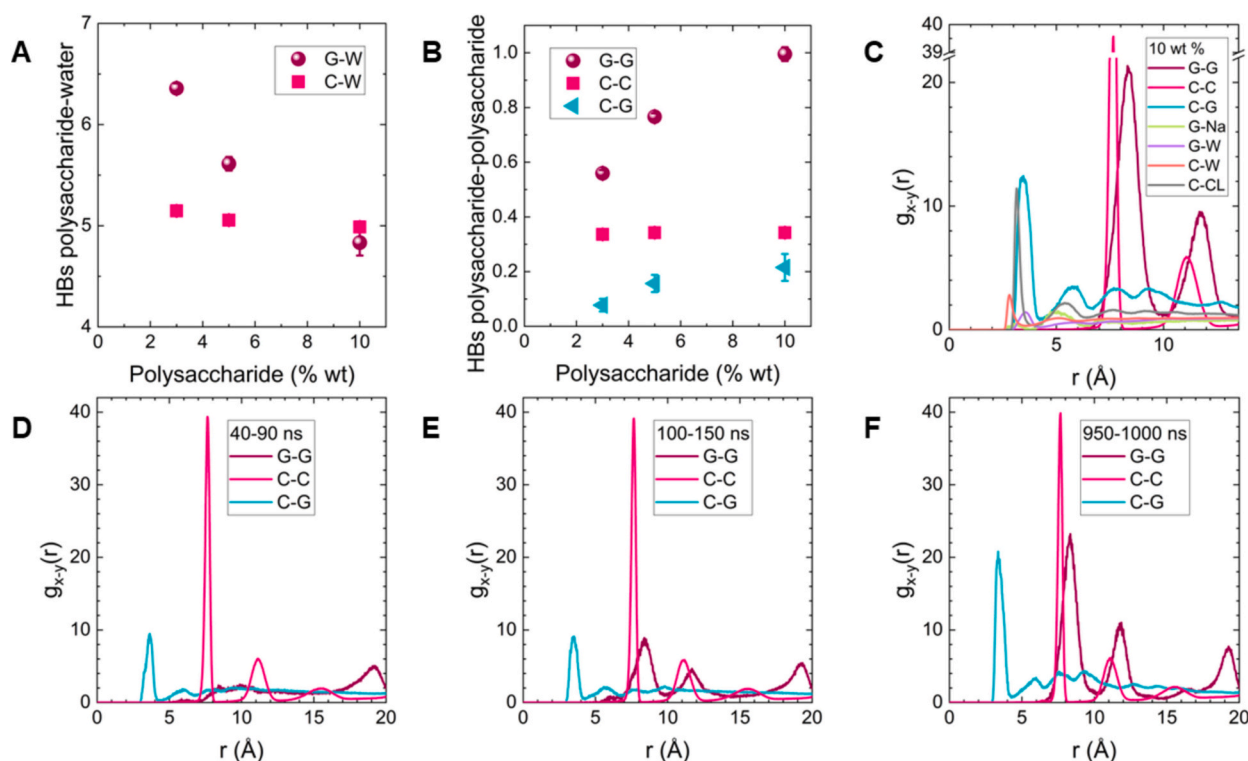 A
HBs polysaccharide-water
7
6
5
4
G-W
C-W
0 2 4 6 8 10
Polysaccharide (% wt)
B
HBs polysaccharide-polysaccharide
1.0
0.8
0.6
0.4
0.2
0.0
G-G
C-C
C-G
0 2 4 6 8 10
Polysaccharide (% wt)
C
gx-y(r)
40
39
20
10
0
10 wt %
G-G
C-C
C-G
G-Na
G-W
C-W
C-CL
0 5 10
r (Å)
D
gx-y(r)
40
30
20
10
0
40-90 ns
G-G
C-C
C-G
0 5 10 15 20
r (Å)
E
gx-y(r)
40
30
20
10
0
100-150 ns
G-G
C-C
C-G
0 5 10 15 20
r (Å)
F
gx-y(r)
40
30
20
10
0
950-1000 ns
G-G
C-C
C-G
0 5 10 15 20
r (Å)